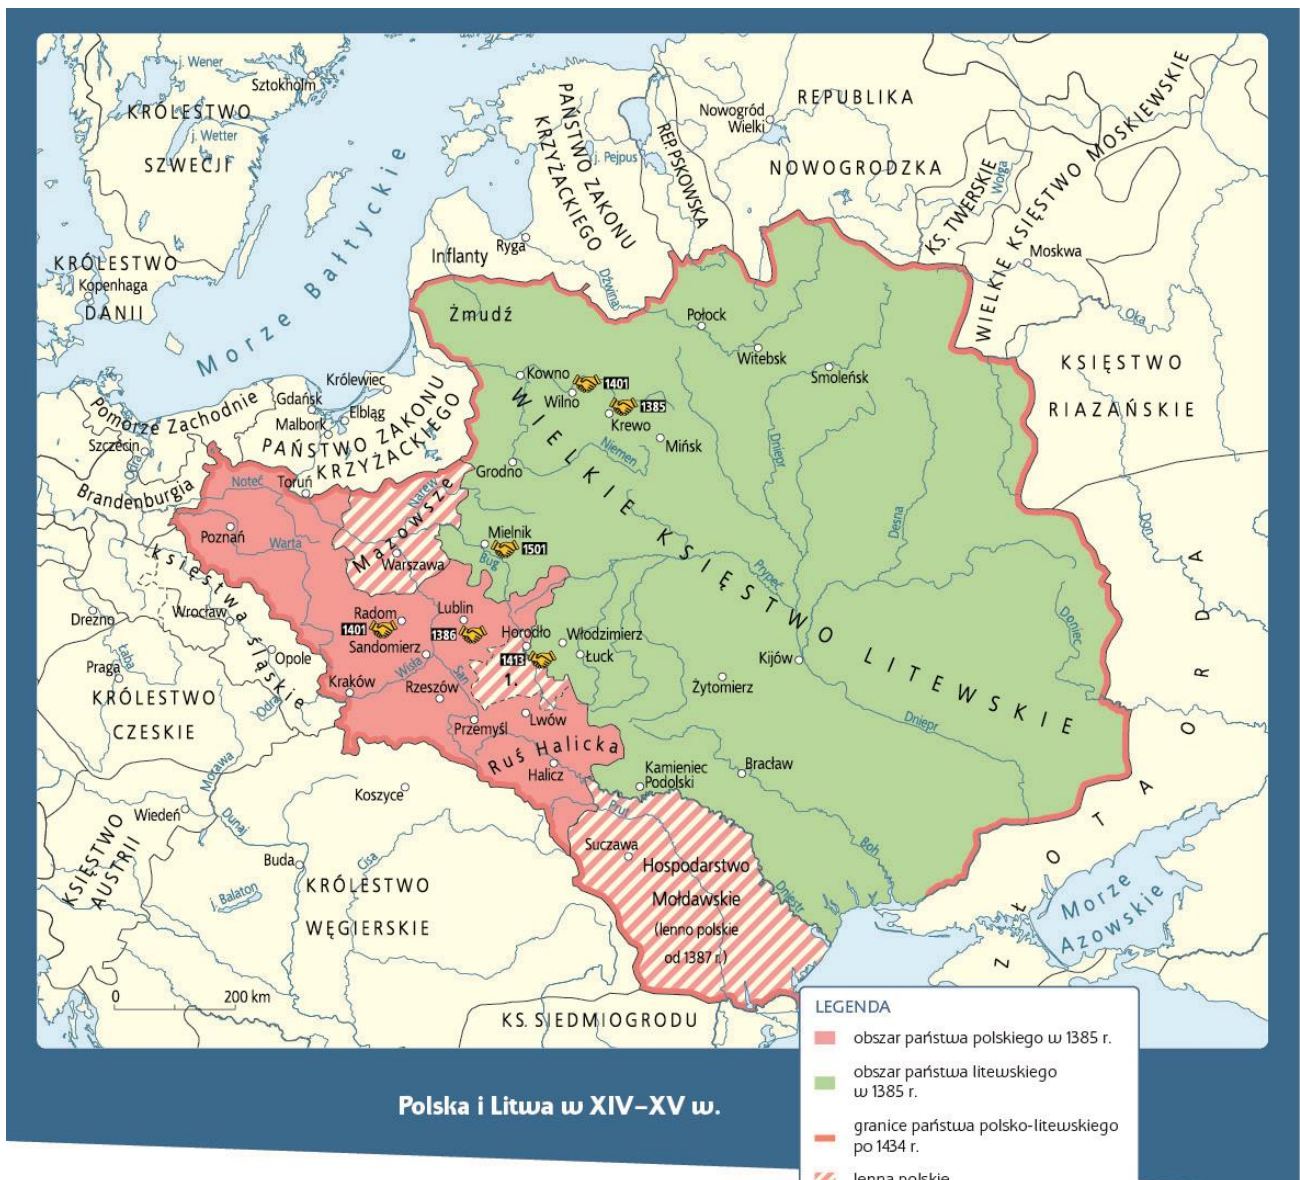 j. Wener
Sztokholm
KRÓLESTWO
j. Wetter
SZWECJI
KRÓLESTWO
Kopenhaga
DANII
Morze Bałtyckie
PAŃSTWO ZAKONU
KRZYŻACKIEGO
j. Pejpus
REP. PSKOWSKA
Nowogród
Wielki
REPUBLIKA
NOWOGRODZKA
KS. TWERSKIE
Wołga
WIELKIE KSIĘSTWO MOSKIEWSKIE
Moskwa
Oka
KSIĘSTWO
RIAZAŃSKIE
Inflanty
Ryga
Dźwina
Żmudź
Połock
Witebsk
Smoleńsk
Kowno
Wilno
1401
1385
Krewo
Mińsk
Niemen
Grodno
Dniepr
Desna
Don
Doniec
WIELKIE KSIĘSTWO LITEWSKIE
Królewiec
Gdańsk
Elbląg
Malbork
PAŃSTWO ZAKONU
KRZYŻACKIEGO
Pomorze Zachodnie
Szczecin
Odra
Brandenburgia
Noteć
Toruń
Narew
Mazowsze
Warszawa
Poznań
Warta
Mielnik
1501
Bug
Prypeć
księstwa śląskie
Drezno
Wrocław
Łaba
Praga
Opole
Odra
KRÓLESTWO
CZESKIE
Radom
1401
Lublin
1386
Sandomierz
Horodło
1413
1.
Włodzimierz
Łuck
Wisła
San
Kraków
Rzeszów
Przemyśl
Lwów
Ruś Halicka
Halicz
Kijów
Żytomierz
Dniepr
Bracław
Kamieniec
Podolski
Morawa
Koszyce
Wiedeń
Dunaj
KSIĘSTWO
AUSTRII
Buda
Cisa
j. Balaton
KRÓLESTWO
WĘGIERSKIE
Prut
Suczawa
Hospodarstwo
Mołdawskie
(lenno polskie
od 1387 r.)
Dniestr
Boh
ZŁOTA ORDA
Morze
Azowskie
0 200 km
KS. SIEDMIOGRODU
LEGENDA
obszar państwa polskiego w 1385 r.
obszar państwa litewskiego
w 1385 r.
granice państwa polsko-litewskiego
po 1434 r.
lenna polskie
Polska i Litwa w XIV–XV w.